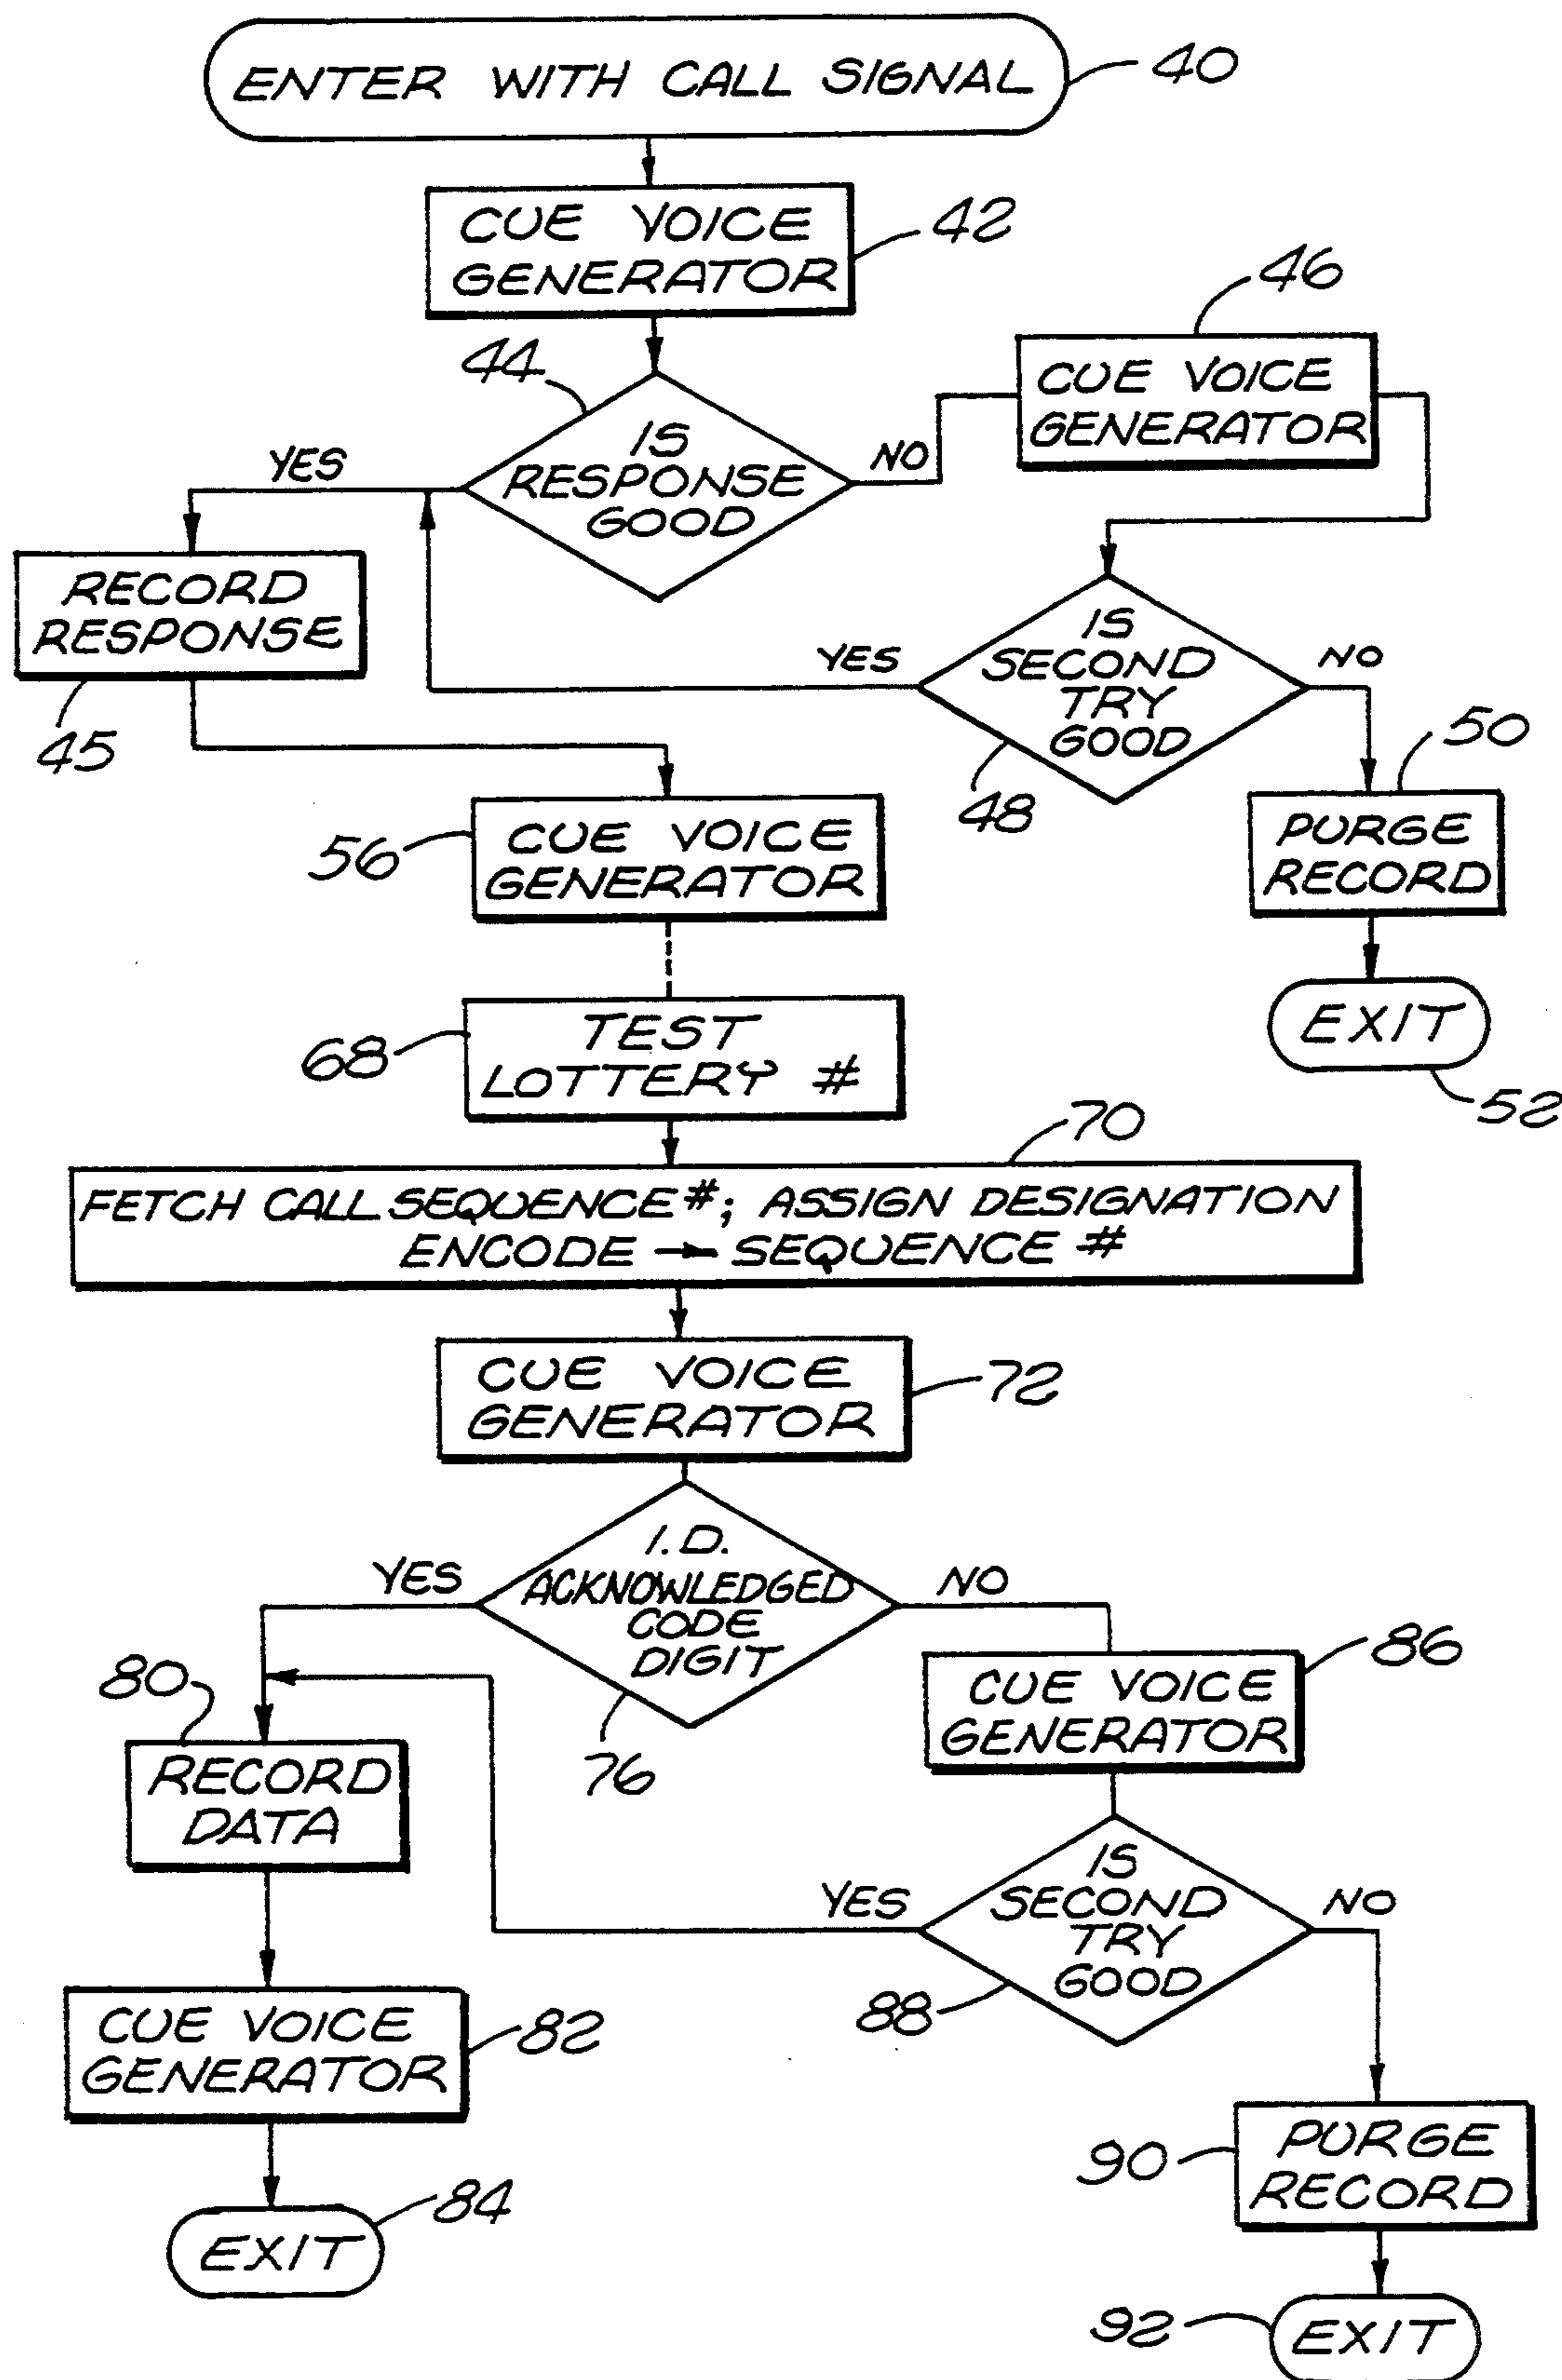 ENTER WITH CALL SIGNAL
40
CUE VOICE
GENERATOR
42
44
IS
RESPONSE
GOOD
YES
NO
46
CUE VOICE
GENERATOR
RECORD
RESPONSE
45
IS
SECOND
TRY
GOOD
YES
NO
48
50
PURGE
RECORD
EXIT
52
56
CUE VOICE
GENERATOR
68
TEST
LOTTERY #
70
FETCH CALL SEQUENCE #; ASSIGN DESIGNATION
ENCODE → SEQUENCE #
CUE VOICE
GENERATOR
72
I.D.
ACKNOWLEDGED
CODE
DIGIT
YES
NO
76
80
RECORD
DATA
86
CUE VOICE
GENERATOR
IS
SECOND
TRY
GOOD
YES
NO
88
CUE VOICE
GENERATOR
82
EXIT
84
90
PURGE
RECORD
92
EXIT